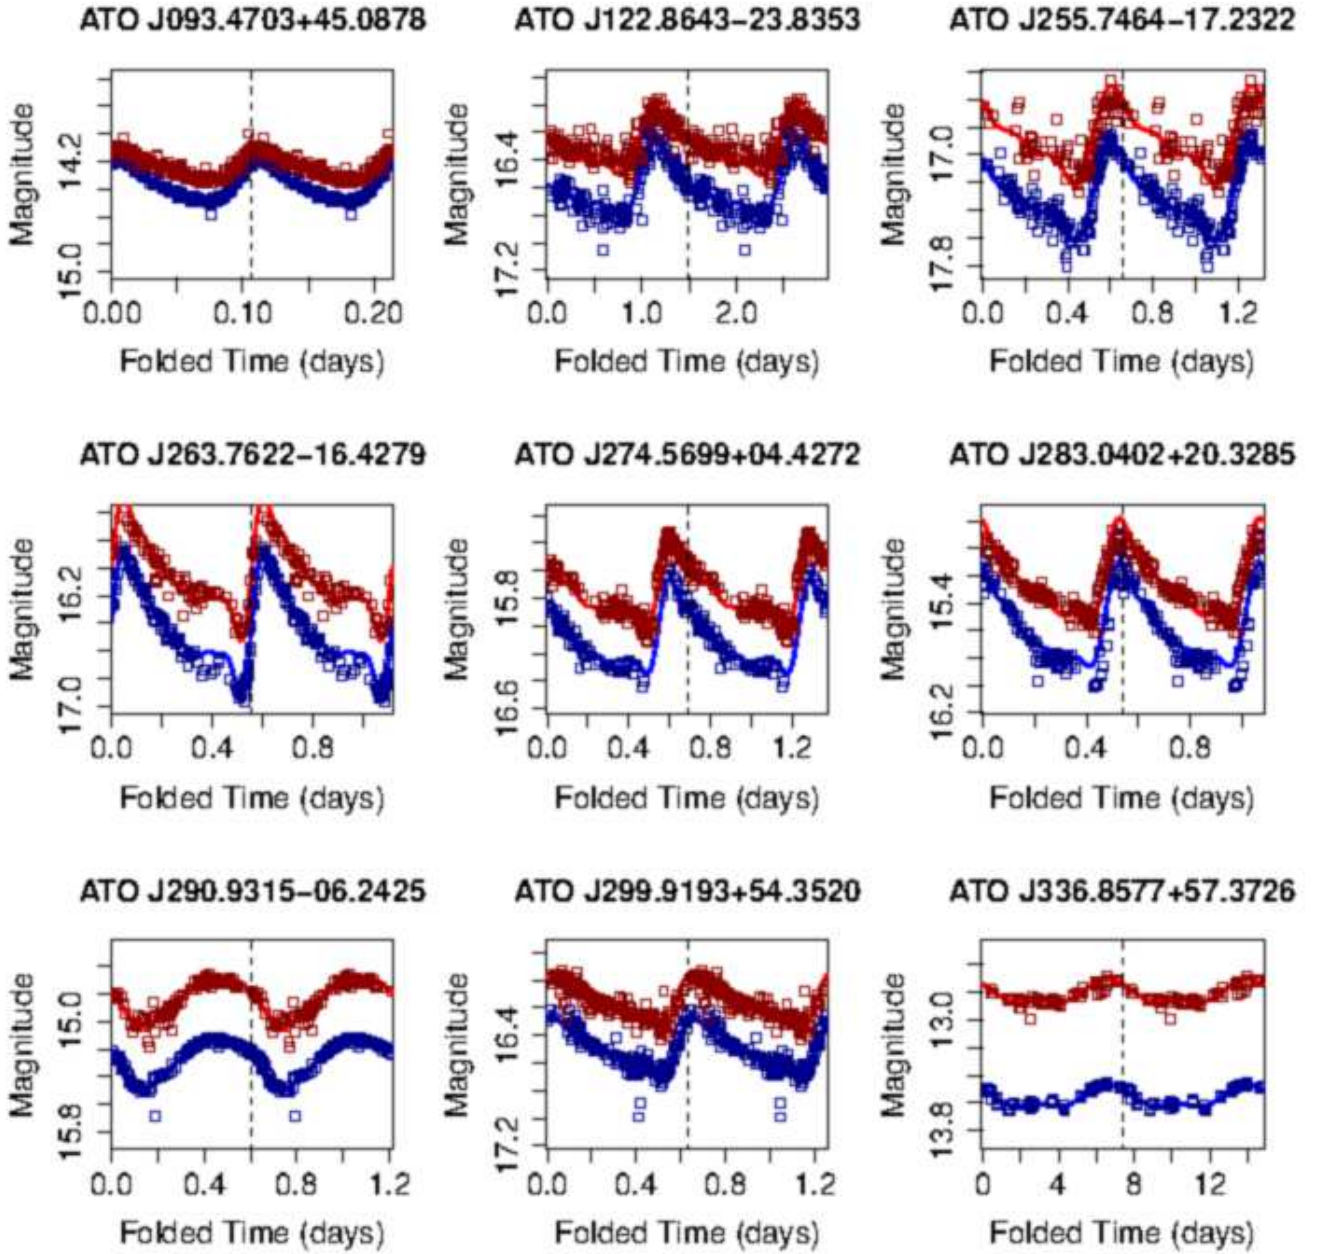 ATO J093.4703+45.0878
ATO J122.8643−23.8353
ATO J255.7464−17.2322
Magnitude
14.2
15.0
0.00 0.10 0.20
Folded Time (days)
Magnitude
16.4
17.2
0.0 1.0 2.0
Folded Time (days)
Magnitude
17.0
17.8
0.0 0.4 0.8 1.2
Folded Time (days)
ATO J263.7622−16.4279
ATO J274.5699+04.4272
ATO J283.0402+20.3285
Magnitude
16.2
17.0
0.0 0.4 0.8
Folded Time (days)
Magnitude
15.8
16.6
0.0 0.4 0.8 1.2
Folded Time (days)
Magnitude
15.4
16.2
0.0 0.4 0.8
Folded Time (days)
ATO J290.9315−06.2425
ATO J299.9193+54.3520
ATO J336.8577+57.3726
Magnitude
15.0
15.8
0.0 0.4 0.8 1.2
Folded Time (days)
Magnitude
16.4
17.2
0.0 0.4 0.8 1.2
Folded Time (days)
Magnitude
13.0
13.8
0 4 8 12
Folded Time (days)